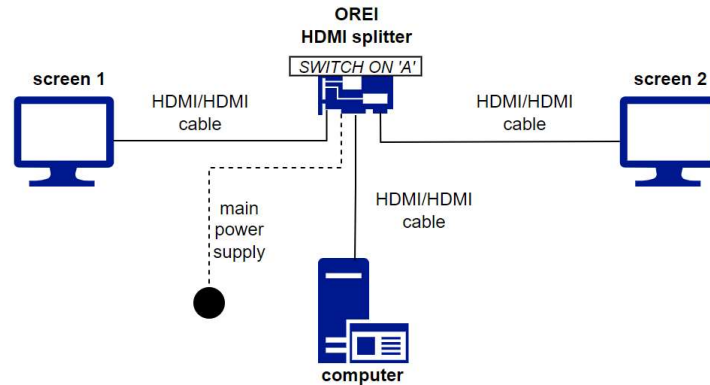 OREI
HDMI splitter
SWITCH ON 'A'
screen 1
screen 2
HDMI/HDMI
cable
HDMI/HDMI
cable
HDMI/HDMI
cable
main
power
supply
computer